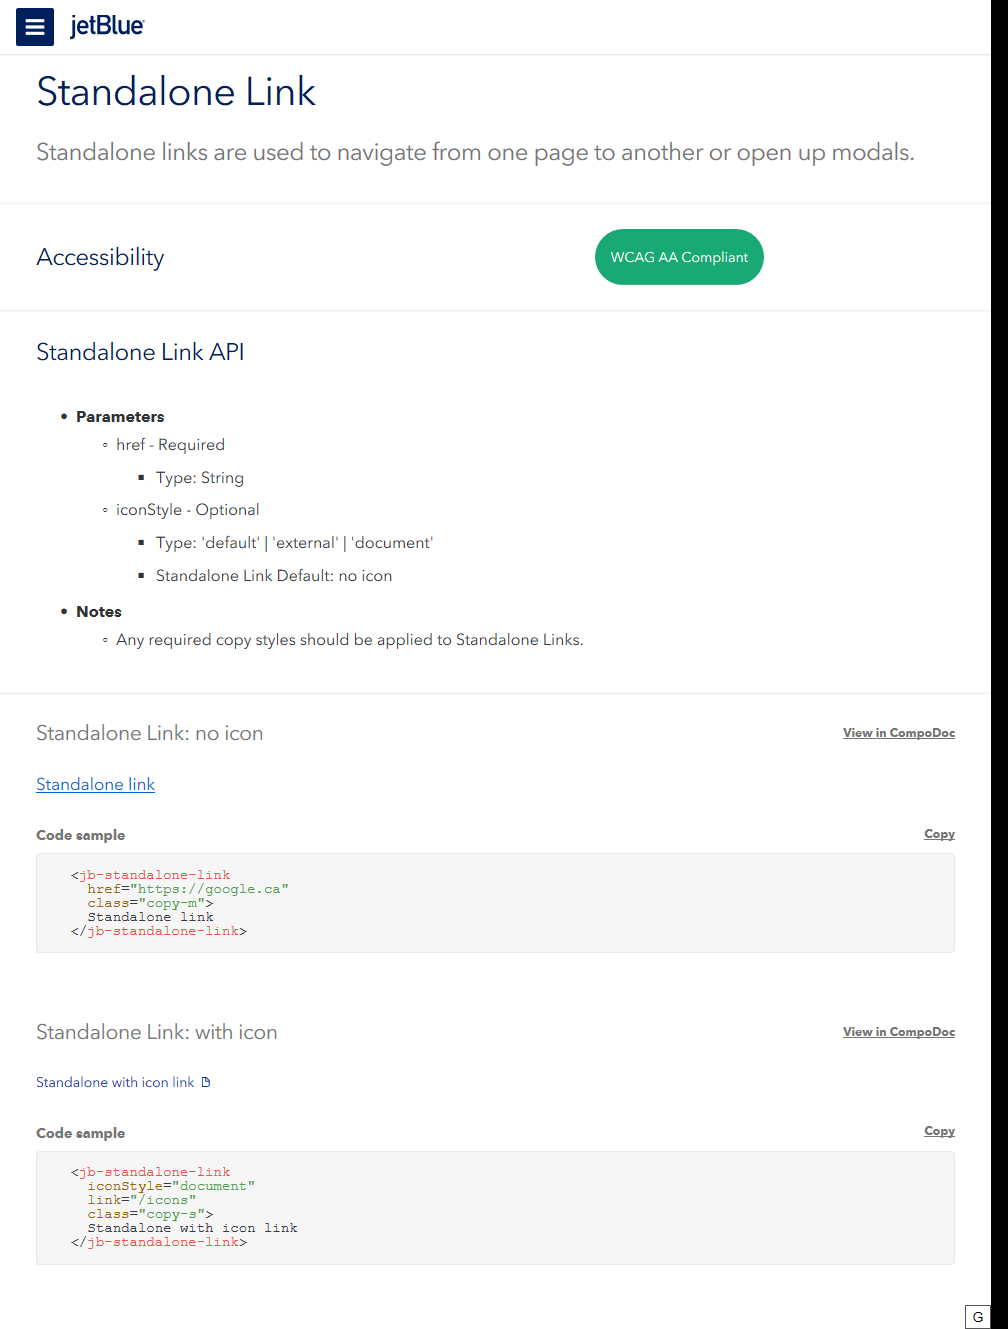 jetBlue
Standalone Link
Standalone links are used to navigate from one page to another or open up modals.
Accessibility
WCAG AA Compliant
Standalone Link API
• Parameters
◦ href - Required
▪ Type: String
◦ iconStyle - Optional
▪ Type: 'default' | 'external' | 'document'
▪ Standalone Link Default: no icon
• Notes
◦ Any required copy styles should be applied to Standalone Links.
Standalone Link: no icon
View in CompoDoc
Standalone link
Code sample
Copy
<jb-standalone-link
href="https://google.ca"
class="copy-m">
Standalone link
</jb-standalone-link>
Standalone Link: with icon
View in CompoDoc
Standalone with icon link
Code sample
Copy
<jb-standalone-link
iconStyle="document"
link="/icons"
class="copy-s">
Standalone with icon link
</jb-standalone-link>
G